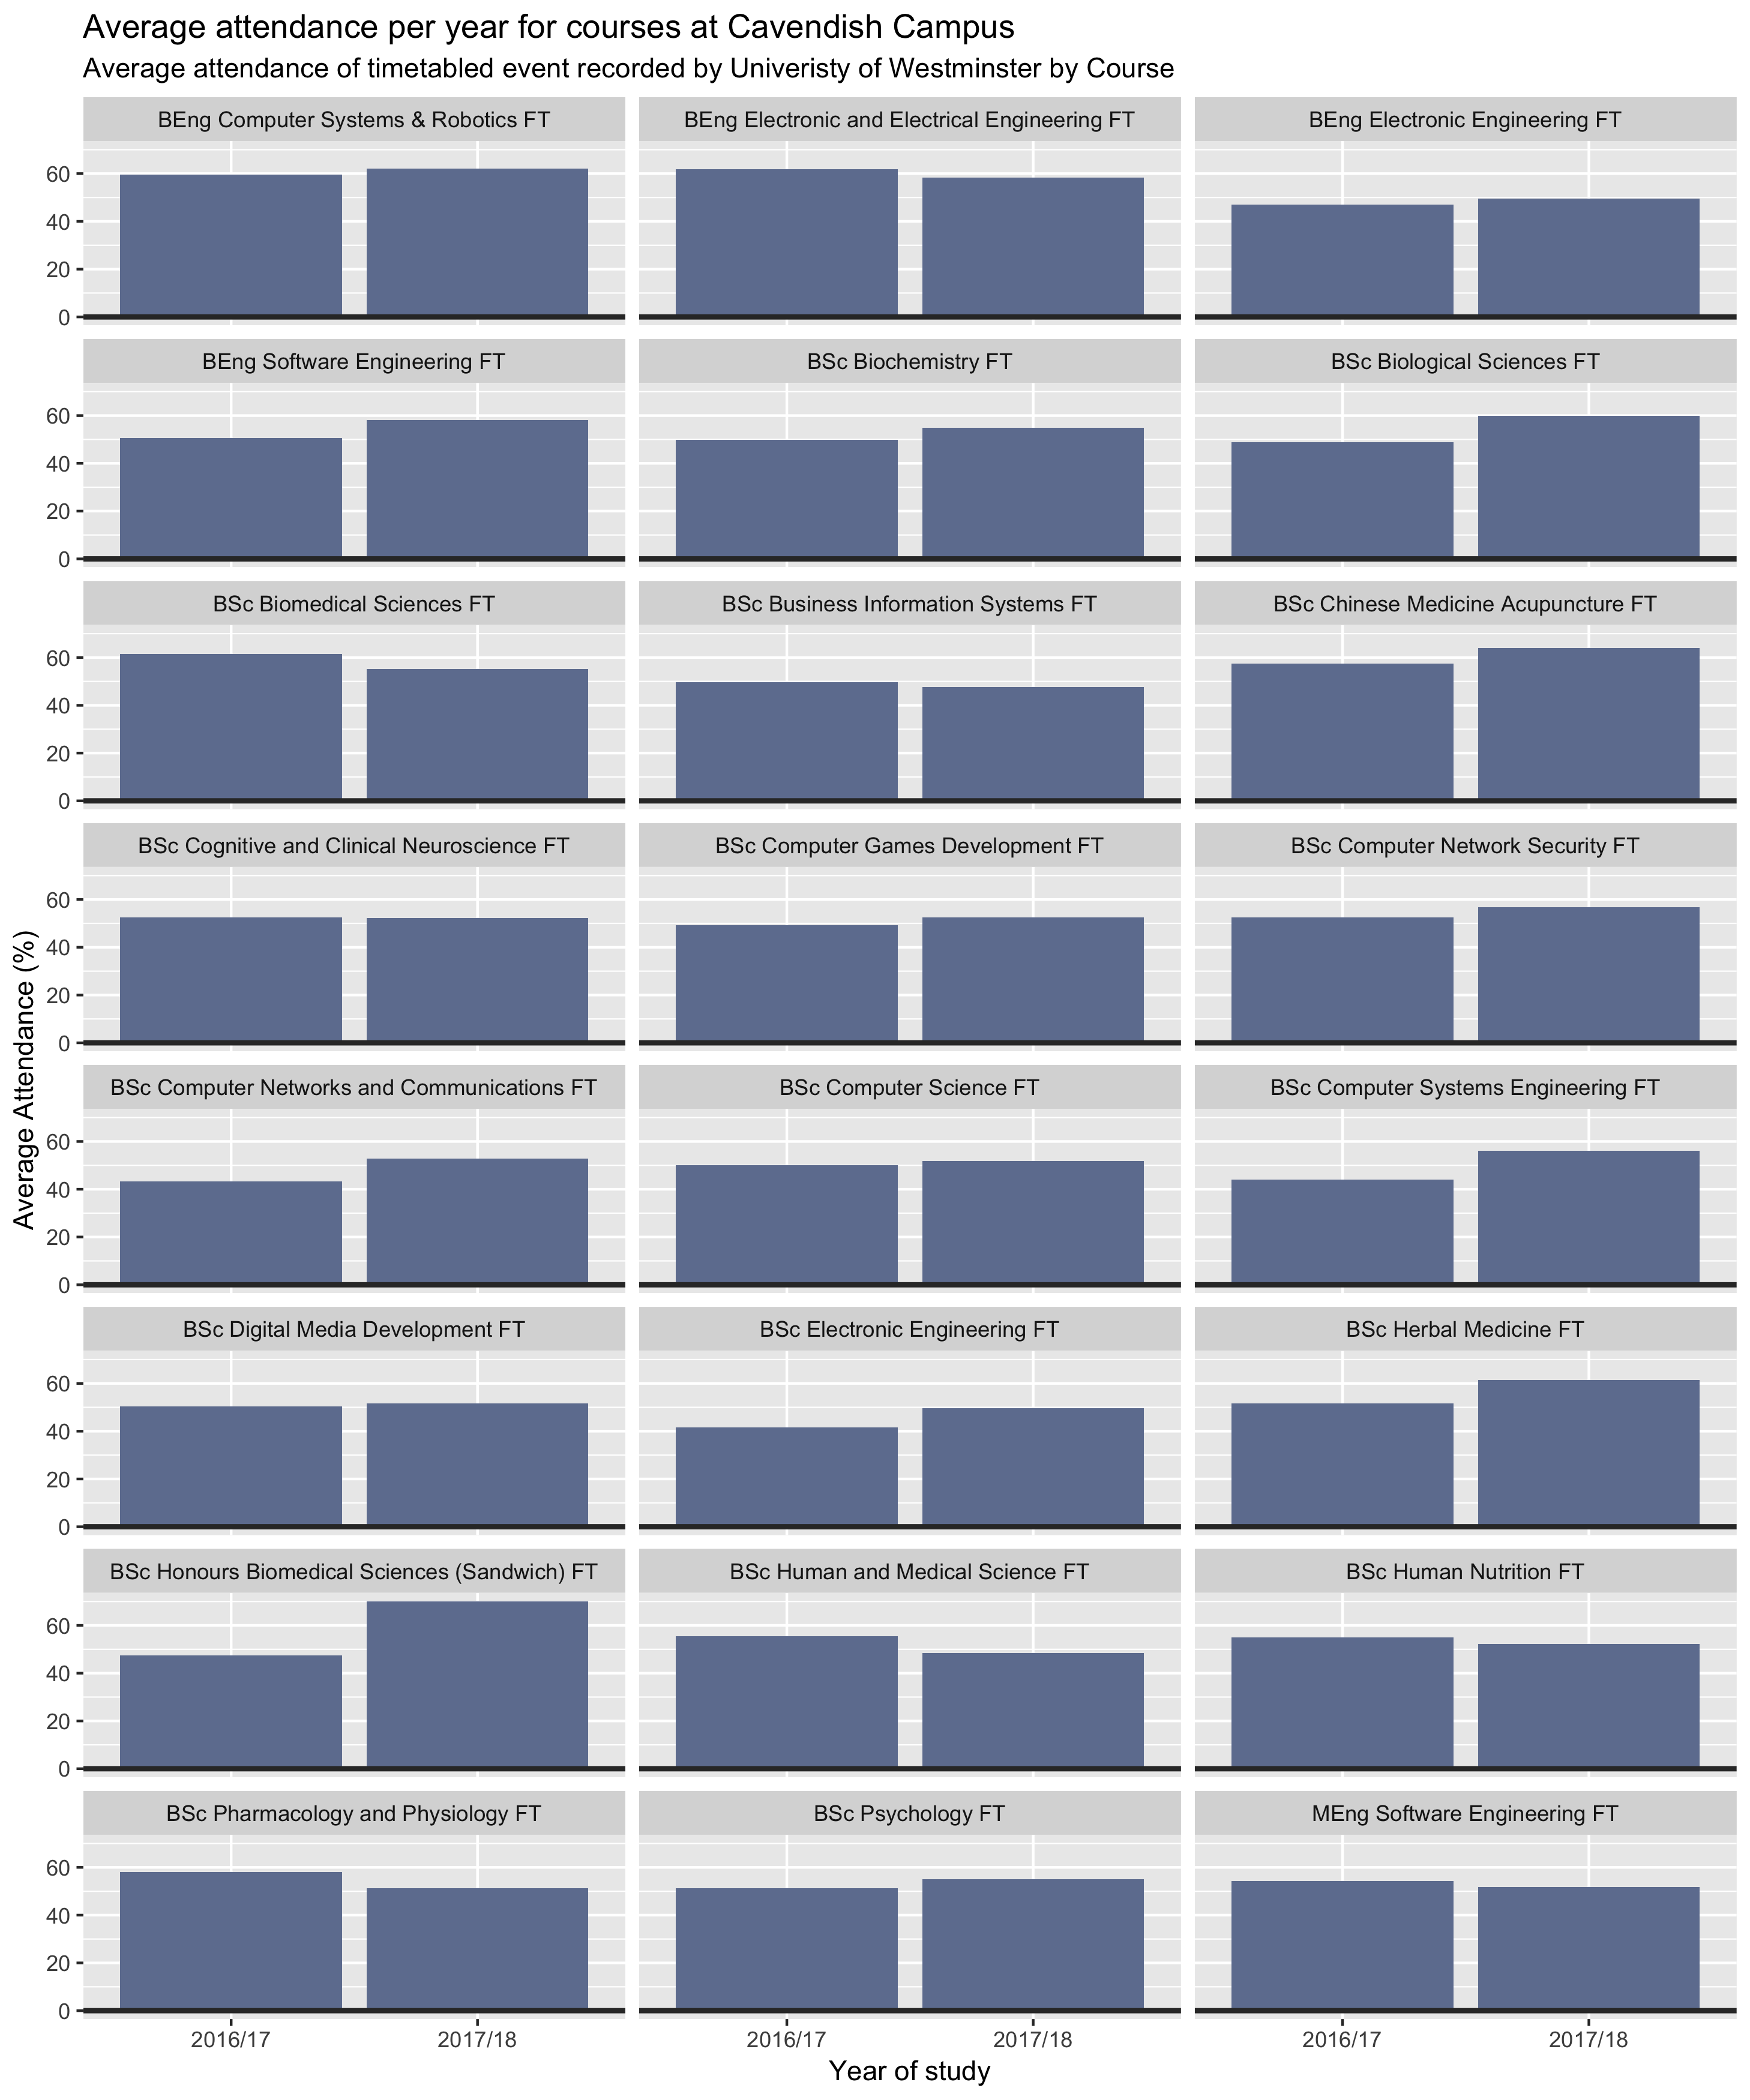 Average attendance per year for courses at Cavendish Campus
Average attendance of timetabled event recorded by Univeristy of Westminster by Course
BEng Computer Systems & Robotics FT
BEng Electronic and Electrical Engineering FT
BEng Electronic Engineering FT
60
40
20
0
BEng Software Engineering FT
BSc Biochemistry FT
BSc Biological Sciences FT
60
40
20
0
BSc Biomedical Sciences FT
BSc Business Information Systems FT
BSc Chinese Medicine Acupuncture FT
60
40
20
0
BSc Cognitive and Clinical Neuroscience FT
BSc Computer Games Development FT
BSc Computer Network Security FT
60
40
20
0
Average Attendance (%)
BSc Computer Networks and Communications FT
BSc Computer Science FT
BSc Computer Systems Engineering FT
60
40
20
0
BSc Digital Media Development FT
BSc Electronic Engineering FT
BSc Herbal Medicine FT
60
40
20
0
BSc Honours Biomedical Sciences (Sandwich) FT
BSc Human and Medical Science FT
BSc Human Nutrition FT
60
40
20
0
BSc Pharmacology and Physiology FT
BSc Psychology FT
MEng Software Engineering FT
60
40
20
0
2016/17
2017/18
2016/17
2017/18
2016/17
2017/18
Year of study